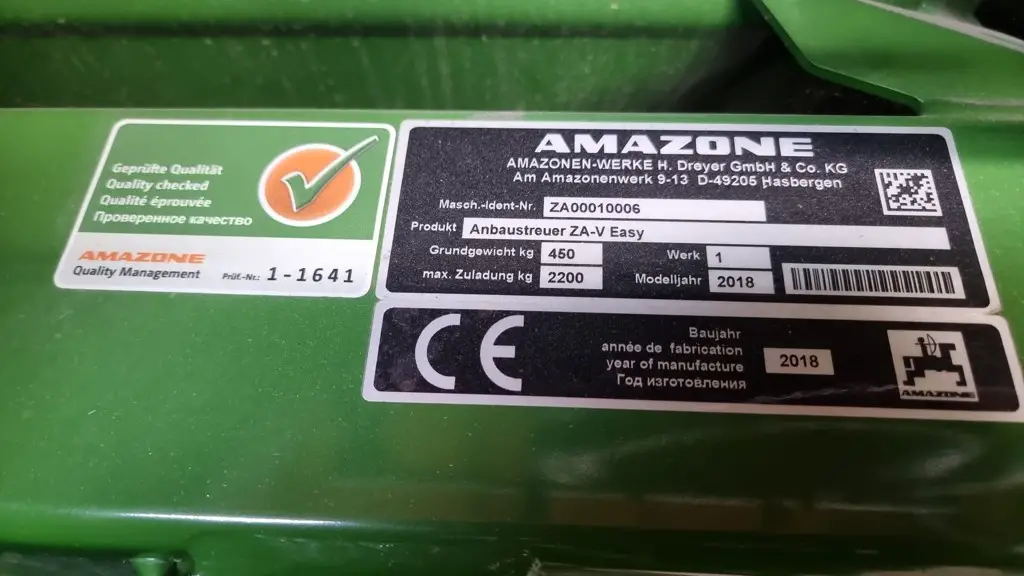 Geprüfte Qualität
Quality checked
Qualité éprouvée
Проверенное качество
AMAZONE
Quality Management Prüf.-Nr.: 1-1641
AMAZONE
AMAZONEN-WERKE H. Dreyer GmbH & Co. KG
Am Amazonenwerk 9-13 D-49205 Hasbergen
Masch.-Ident-Nr. ZA00010006
Produkt Anbaustreuer ZA-V Easy
Grundgewicht kg 450 Werk 1
max. Zuladung kg 2200 Modelljahr 2018
CE
Baujahr
année de fabrication
year of manufacture 2018
Год изготовления
AMAZONE